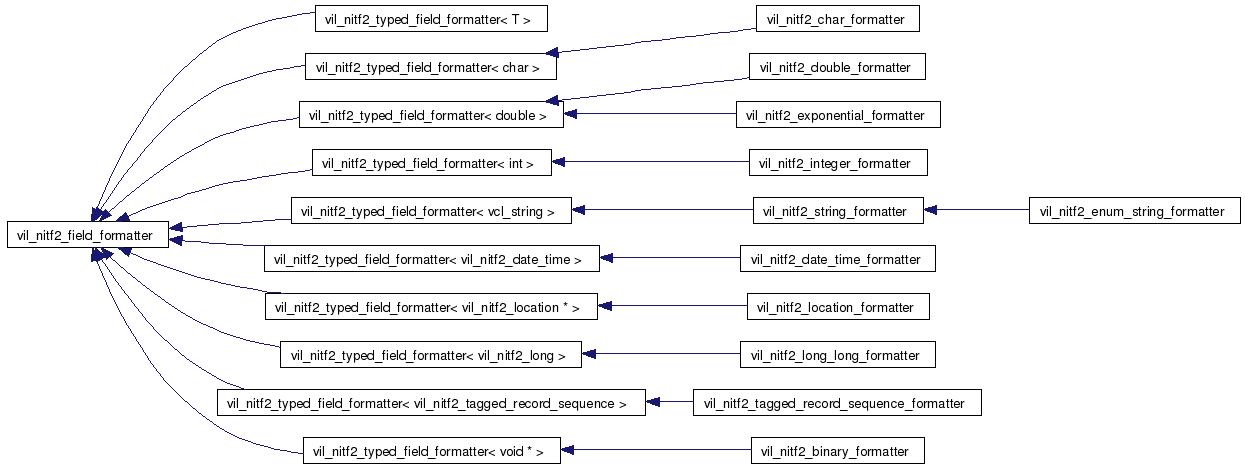 vil_nitf2_typed_field_formatter< T >
vil_nitf2_char_formatter
vil_nitf2_typed_field_formatter< char >
vil_nitf2_double_formatter
vil_nitf2_typed_field_formatter< double >
vil_nitf2_exponential_formatter
vil_nitf2_typed_field_formatter< int >
vil_nitf2_integer_formatter
vil_nitf2_typed_field_formatter< vcl_string >
vil_nitf2_string_formatter
vil_nitf2_enum_string_formatter
vil_nitf2_field_formatter
vil_nitf2_typed_field_formatter< vil_nitf2_date_time >
vil_nitf2_date_time_formatter
vil_nitf2_typed_field_formatter< vil_nitf2_location * >
vil_nitf2_location_formatter
vil_nitf2_typed_field_formatter< vil_nitf2_long >
vil_nitf2_long_long_formatter
vil_nitf2_typed_field_formatter< vil_nitf2_tagged_record_sequence >
vil_nitf2_tagged_record_sequence_formatter
vil_nitf2_typed_field_formatter< void * >
vil_nitf2_binary_formatter